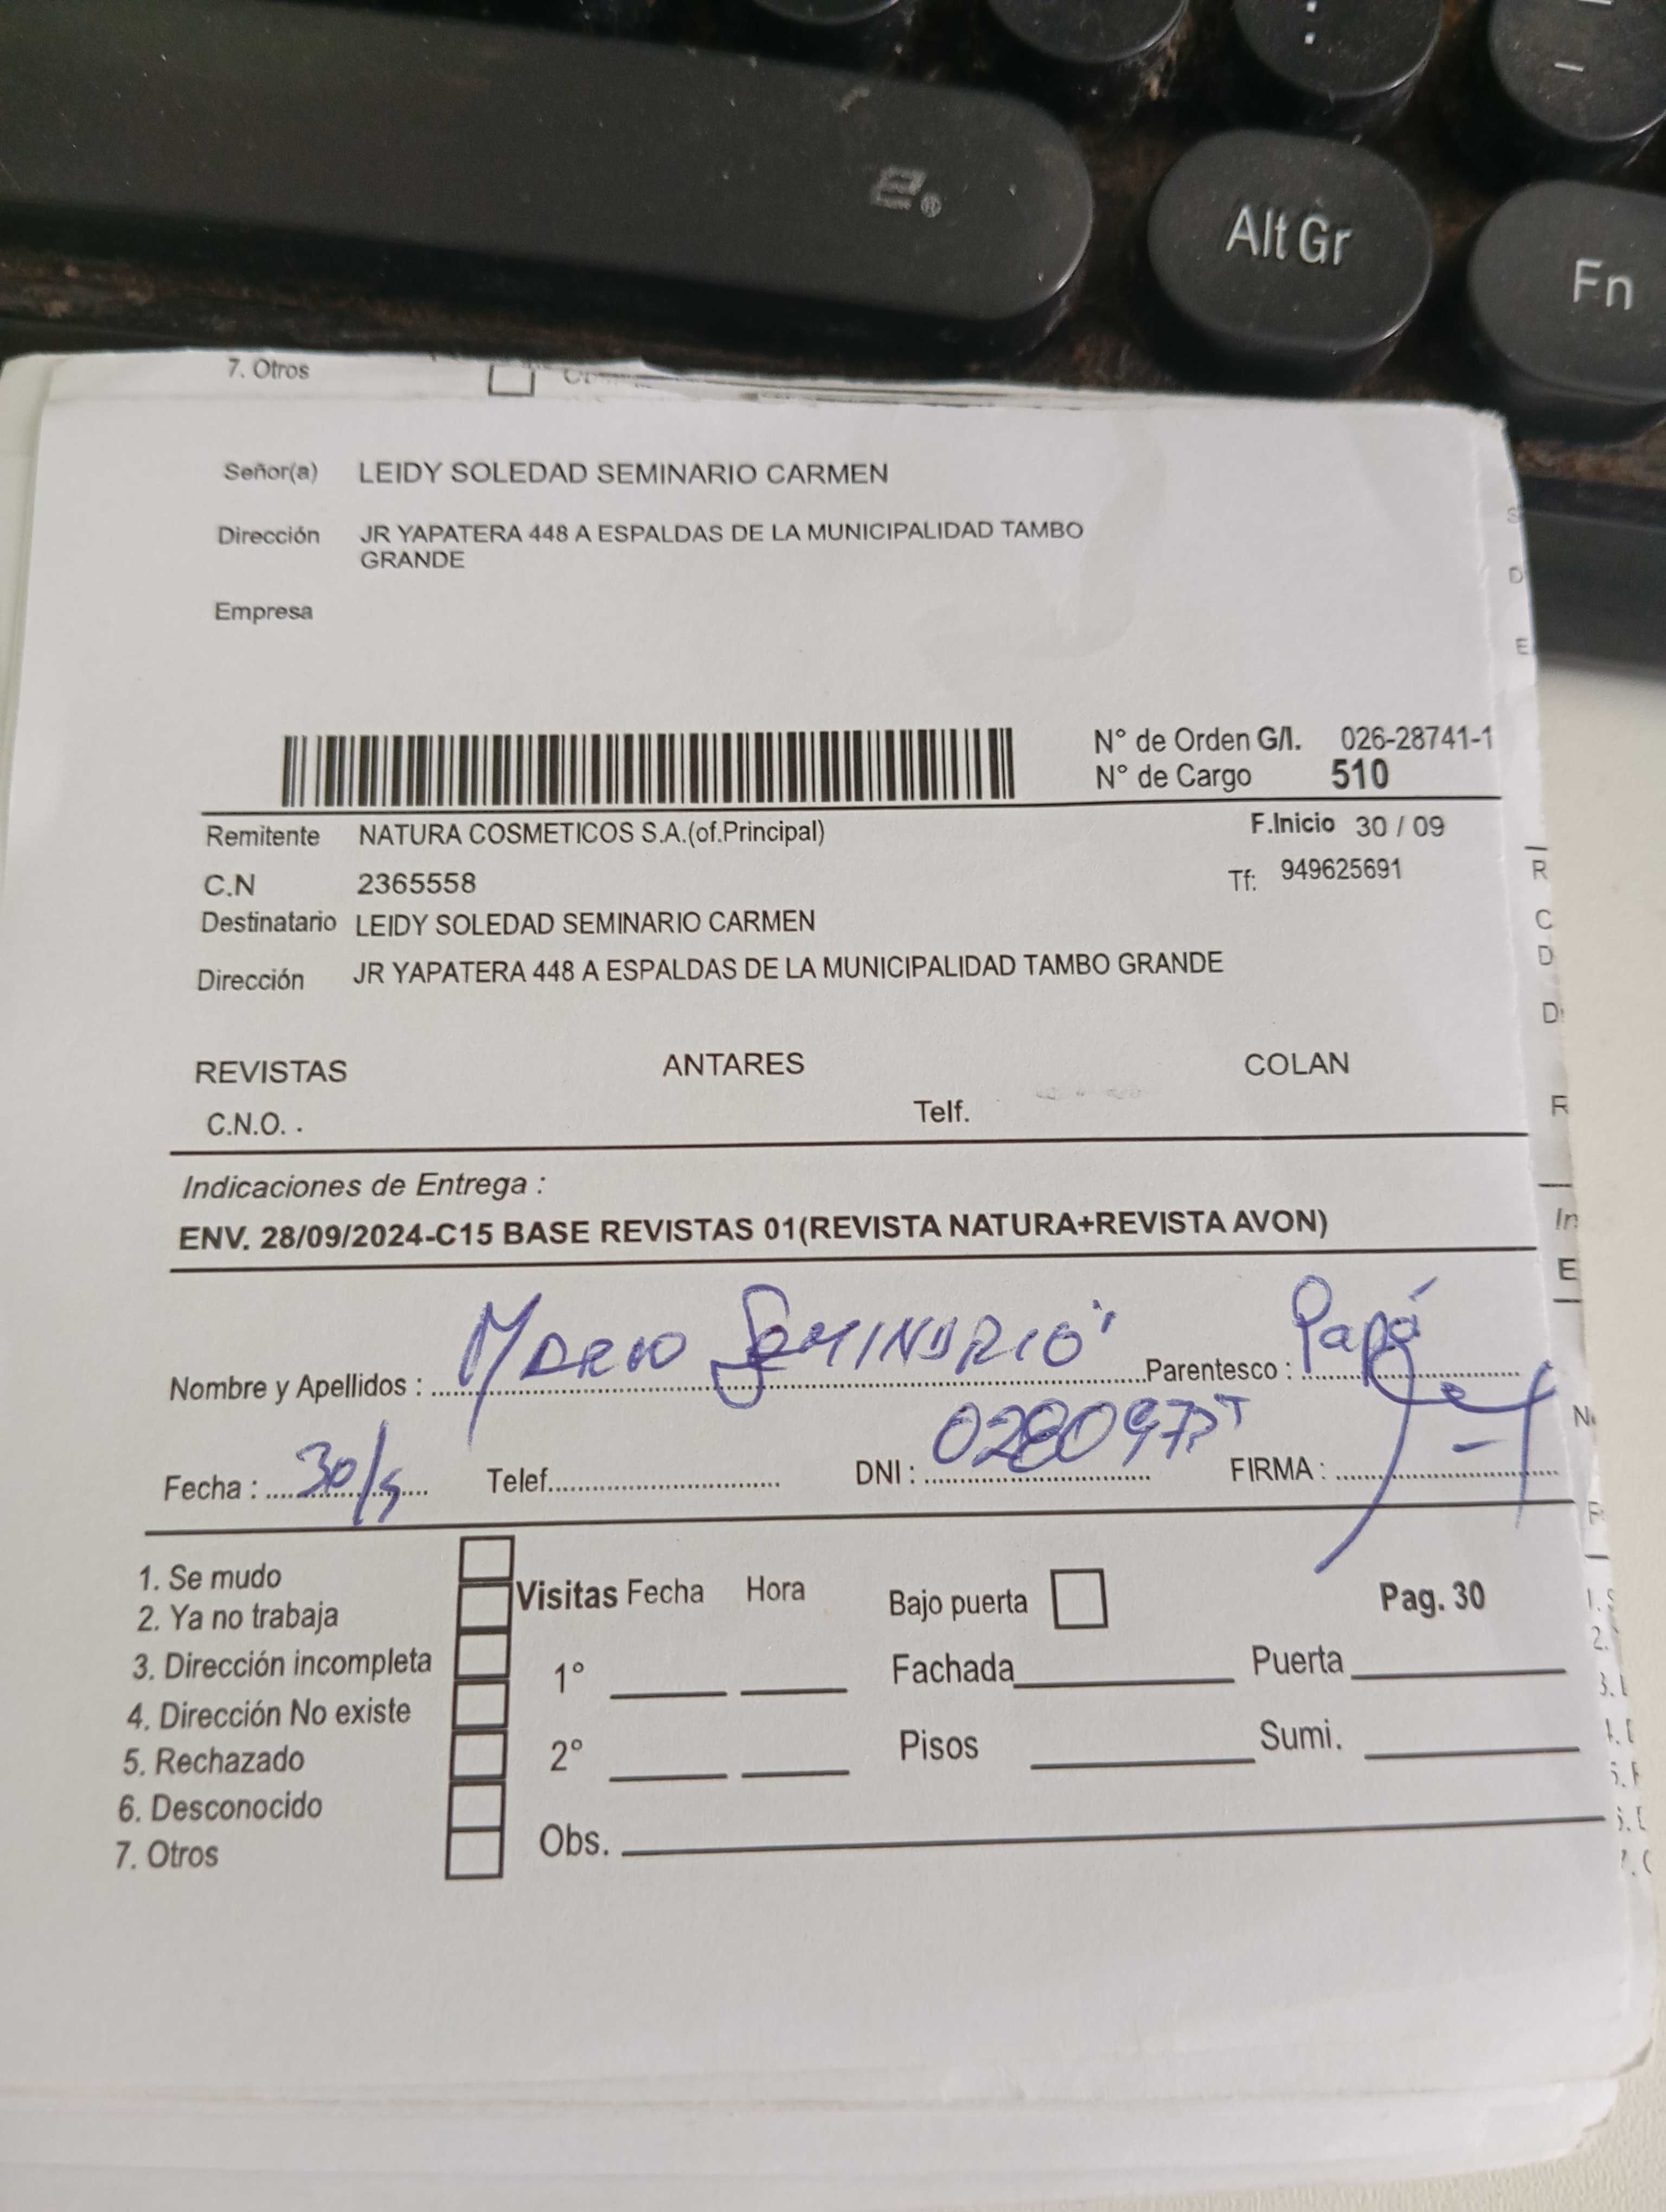 Alt Gr
Fn
7. Otros
Señor(a) LEIDY SOLEDAD SEMINARIO CARMEN
Dirección JR YAPATERA 448 A ESPALDAS DE LA MUNICIPALIDAD TAMBO
GRANDE
Empresa
N° de Orden G/I. 026-28741-1
N° de Cargo 510
Remitente NATURA COSMETICOS S.A.(of.Principal) F.Inicio 30 / 09
C.N 2365558 Tf: 949625691
Destinatario LEIDY SOLEDAD SEMINARIO CARMEN
Dirección JR YAPATERA 448 A ESPALDAS DE LA MUNICIPALIDAD TAMBO GRANDE
REVISTAS ANTARES COLAN
C.N.O. . Telf.
Indicaciones de Entrega :
ENV. 28/09/2024-C15 BASE REVISTAS 01(REVISTA NATURA+REVISTA AVON)
Nombre y Apellidos : Mario Seminario Parentesco : Papá
Fecha : 30/9 Telef. DNI : FIRMA :
1. Se mudo
2. Ya no trabaja
3. Dirección incompleta
4. Dirección No existe
5. Rechazado
6. Desconocido
7. Otros
Visitas Fecha Hora Bajo puerta Pag. 30
1° Fachada Puerta
2° Pisos Sumi.
Obs.